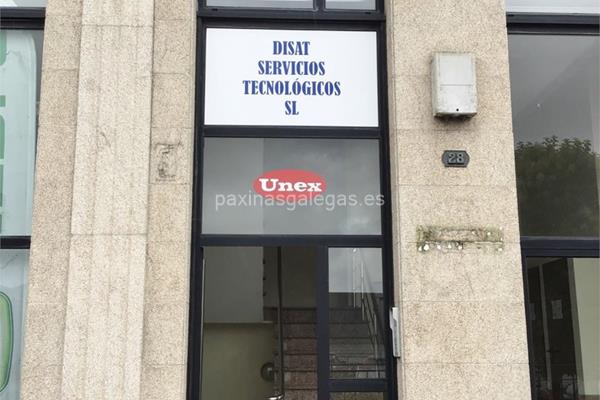 DISAT
SERVICIOS
TECNOLÓGICOS
SL
28
Unex
paxinasgalegas.es